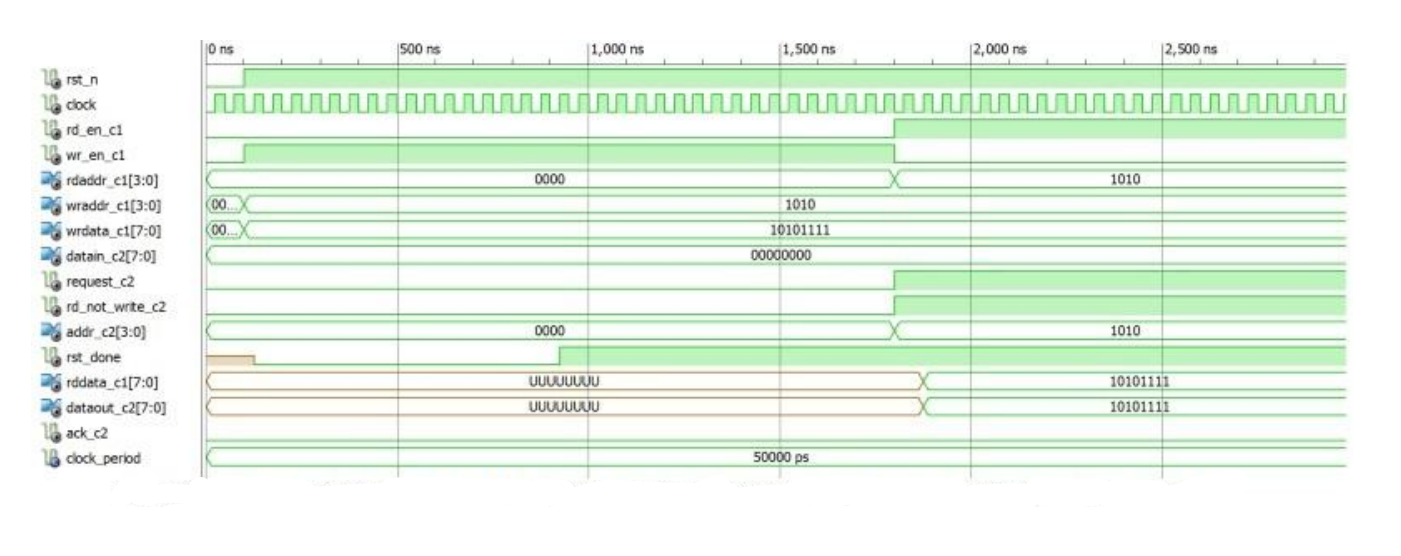 0 ns 500 ns 1,000 ns 1,500 ns 2,000 ns 2,500 ns
rst_n
clock
rd_en_c1
wr_en_c1
rdaddr_c1[3:0] 0000 1010
wraddr_c1[3:0] 00... 1010
wrdata_c1[7:0] 00... 10101111
datain_c2[7:0] 00000000
request_c2
rd_not_write_c2
addr_c2[3:0] 0000 1010
rst_done
rddata_c1[7:0] UUUUUUUU 10101111
dataout_c2[7:0] UUUUUUUU 10101111
ack_c2
clock_period 50000 ps